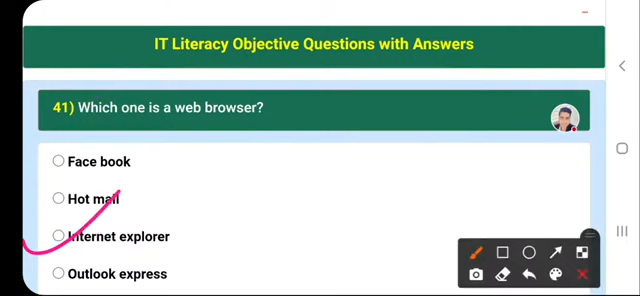 IT Literacy Objective Questions with Answers
41) Which one is a web browser?
Face book
Hot mail
Internet explorer
Outlook express